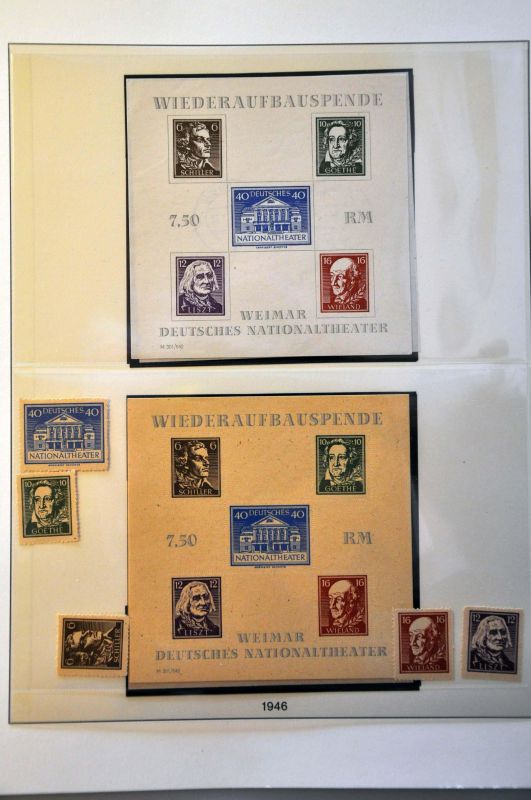 WIEDERAUFBAUSPENDE
6 6
SCHILLER
10 10
GOETHE
40 DEUTSCHES 40
NATIONALTHEATER
7,50 RM
12 12
LISZT
16 16
WIELAND
WEIMAR
DEUTSCHES NATIONALTHEATER
M 301/642
40 DEUTSCHES 40
NATIONALTHEATER
10 10
GOETHE
WIEDERAUFBAUSPENDE
6 6
SCHILLER
10 10
GOETHE
7,50 RM
40 DEUTSCHES 40
NATIONALTHEATER
12 12
LISZT
16 16
WIELAND
WEIMAR
DEUTSCHES NATIONALTHEATER
6 6
SCHILLER
16 16
WIELAND
12 12
LISZT
1946